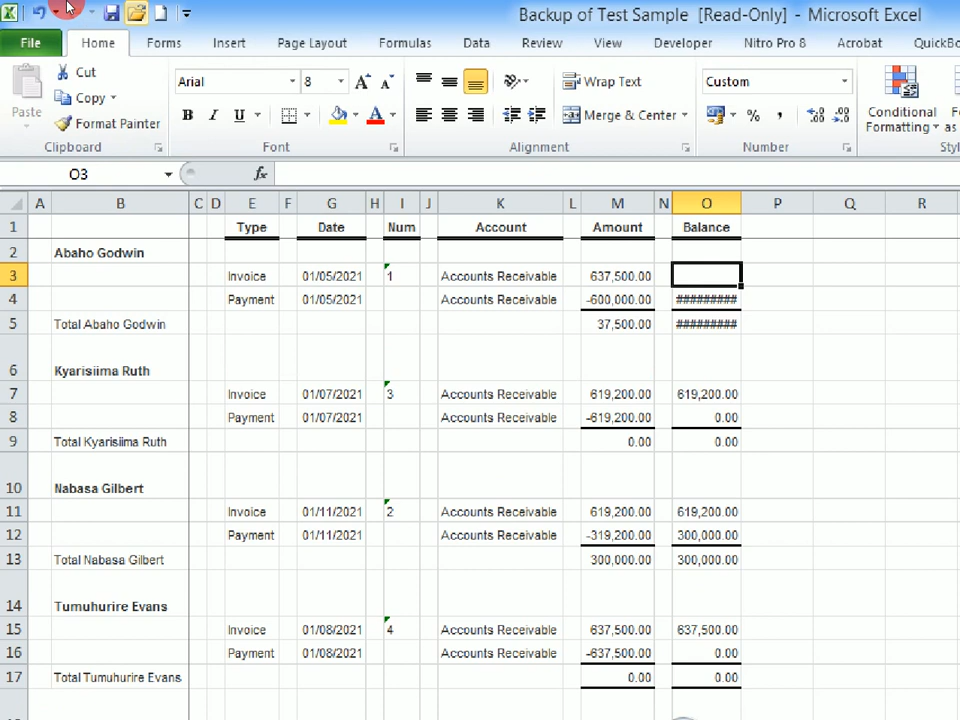 Backup of Test Sample [Read-Only] - Microsoft Excel
File Home Forms Insert Page Layout Formulas Data Review View Developer Nitro Pro 8 Acrobat
Cut Arial 8 Wrap Text Custom
Paste Copy Format Painter B I U Merge & Center % , Conditional Formatting as
Clipboard Font Alignment Number
O3 fx
A B C D E F G H I J K L M N O P Q R
1 Type Date Num Account Amount Balance
2 Abaho Godwin
3 Invoice 01/05/2021 1 Accounts Receivable 637,500.00
4 Payment 01/05/2021 Accounts Receivable -600,000.00 #########
5 Total Abaho Godwin 37,500.00 #########
6 Kyarisiima Ruth
7 Invoice 01/07/2021 3 Accounts Receivable 619,200.00 619,200.00
8 Payment 01/07/2021 Accounts Receivable -619,200.00 0.00
9 Total Kyarisiima Ruth 0.00 0.00
10 Nabasa Gilbert
11 Invoice 01/11/2021 2 Accounts Receivable 619,200.00 619,200.00
12 Payment 01/11/2021 Accounts Receivable -319,200.00 300,000.00
13 Total Nabasa Gilbert 300,000.00 300,000.00
14 Tumuhurire Evans
15 Invoice 01/08/2021 4 Accounts Receivable 637,500.00 637,500.00
16 Payment 01/08/2021 Accounts Receivable -637,500.00 0.00
17 Total Tumuhurire Evans 0.00 0.00